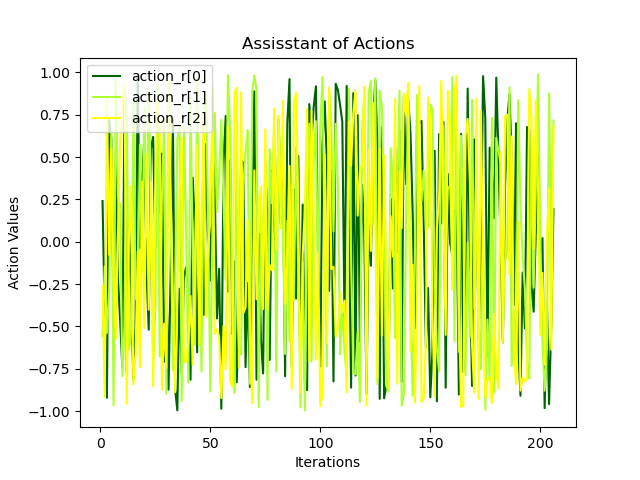 Assisstant of Actions
action_r[0]
action_r[1]
action_r[2]
Action Values
1.00
0.75
0.50
0.25
0.00
−0.25
−0.50
−0.75
−1.00
0
50
100
150
200
Iterations